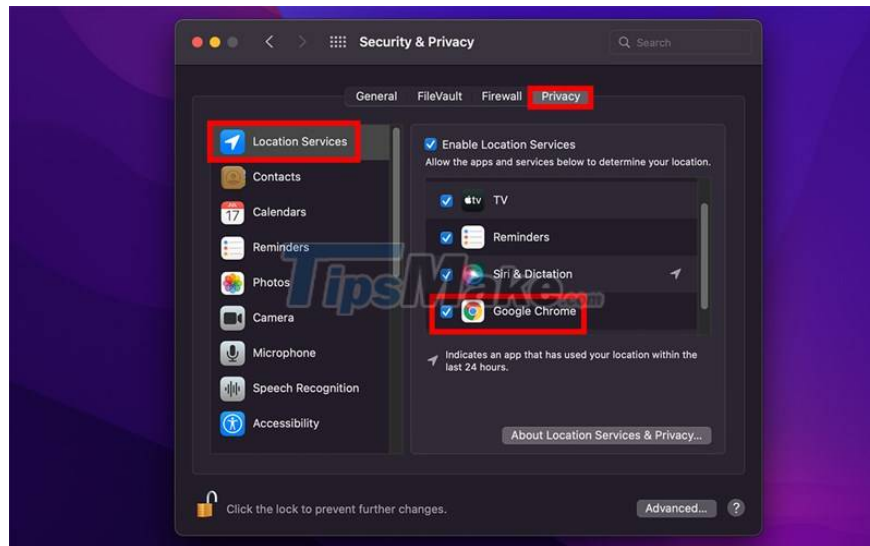 Security & Privacy
Search
General FileVault Firewall Privacy
Location Services
Contacts
JUL
17
Calendars
Reminders
Photos
Camera
Microphone
Speech Recognition
Accessibility
Enable Location Services
Allow the apps and services below to determine your location.
tv TV
Reminders
Siri & Dictation
Google Chrome
Indicates an app that has used your location within the
last 24 hours.
About Location Services & Privacy...
TipsMake.com
Click the lock to prevent further changes.
Advanced... ?